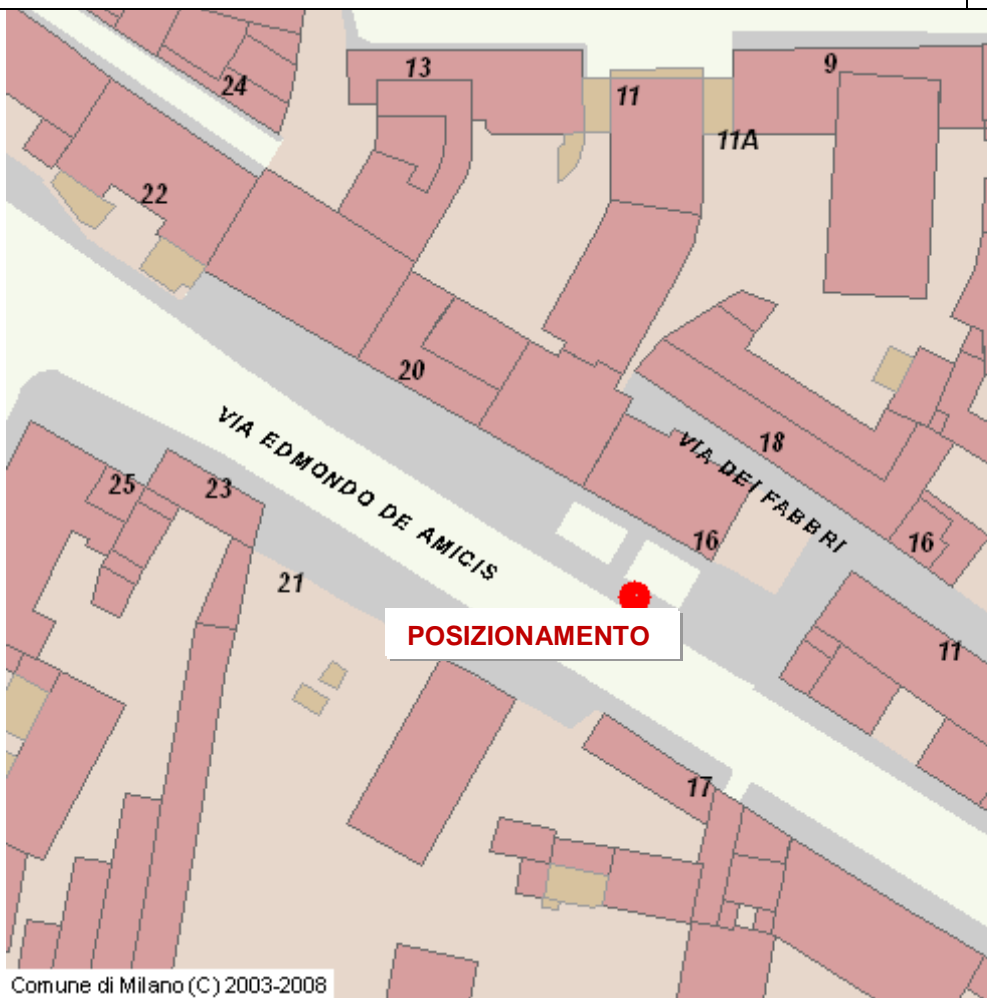 13
9
24
11
11A
22
20
VIA EDMONDO DE AMICIS
VIA DEI FABBRI
18
25
23
16
16
21
POSIZIONAMENTO
11
17
Comune di Milano (C) 2003-2008